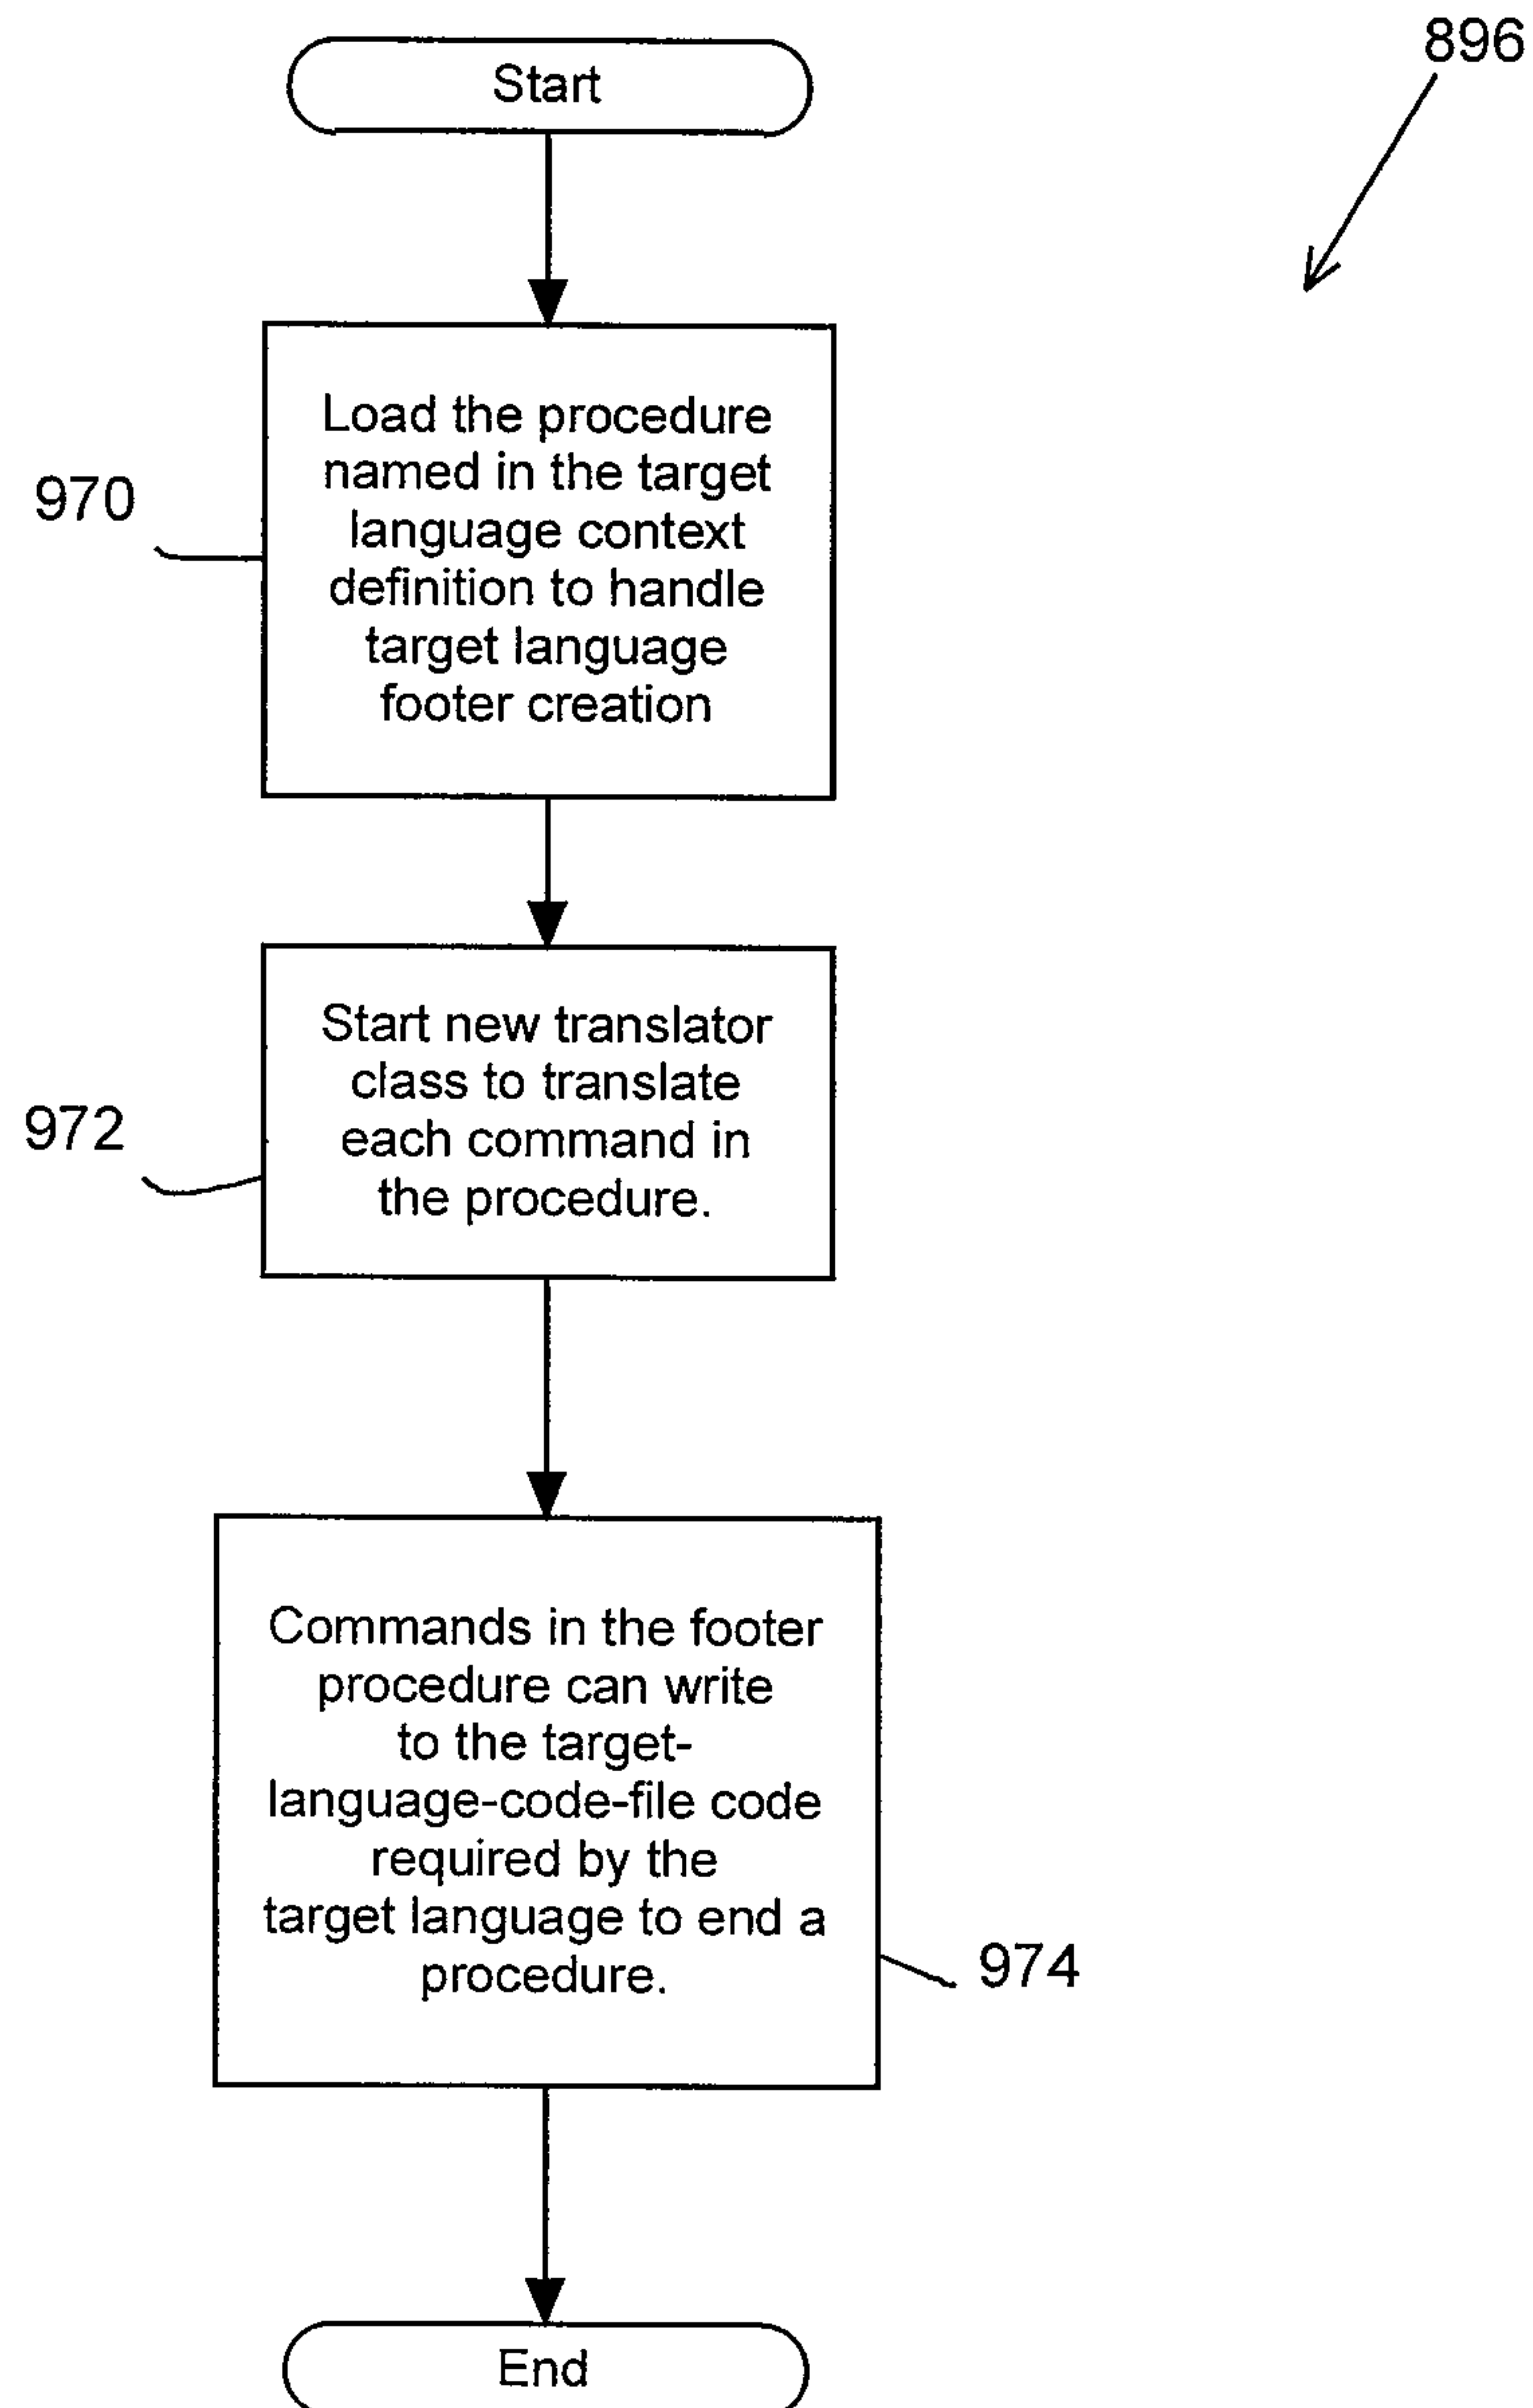 896
Start
Load the procedure
named in the target
language context
definition to handle
target language
footer creation
970
Start new translator
class to translate
each command in
the procedure.
972
Commands in the footer
procedure can write
to the target-
language-code-file code
required by the
target language to end a
procedure.
974
End